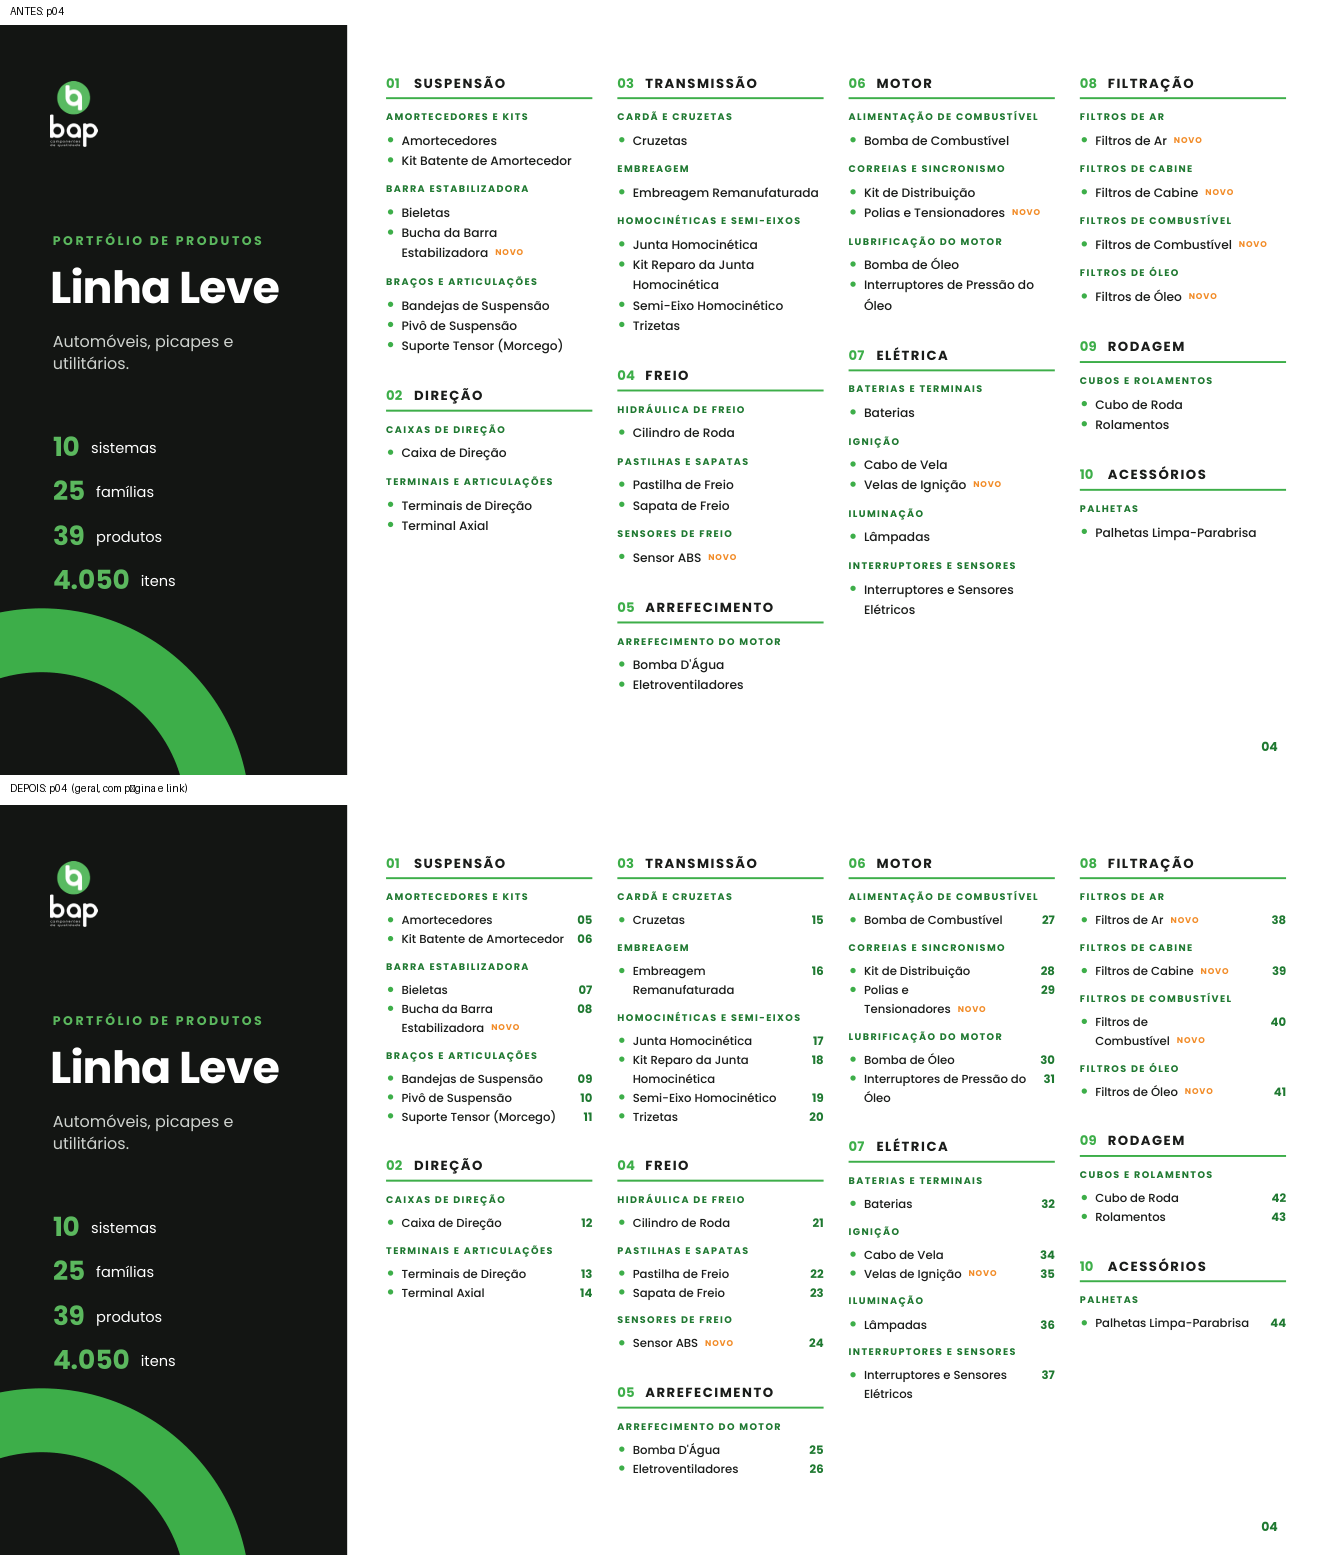 ANTES: p04
bap
PORTFÓLIO DE PRODUTOS
Linha Leve
Automóveis, picapes e
utilitários.
10 sistemas
25 famílias
39 produtos
4.050 itens
01 SUSPENSÃO
AMORTECEDORES E KITS
Amortecedores
Kit Batente de Amortecedor
BARRA ESTABILIZADORA
Bieletas
Bucha da Barra
Estabilizadora NOVO
BRAÇOS E ARTICULAÇÕES
Bandejas de Suspensão
Pivô de Suspensão
Suporte Tensor (Morcego)
02 DIREÇÃO
CAIXAS DE DIREÇÃO
Caixa de Direção
TERMINAIS E ARTICULAÇÕES
Terminais de Direção
Terminal Axial
03 TRANSMISSÃO
CARDÃ E CRUZETAS
Cruzetas
EMBREAGEM
Embreagem Remanufaturada
HOMOCINÉTICAS E SEMI-EIXOS
Junta Homocinética
Kit Reparo da Junta
Homocinética
Semi-Eixo Homocinético
Trizetas
04 FREIO
HIDRÁULICA DE FREIO
Cilindro de Roda
PASTILHAS E SAPATAS
Pastilha de Freio
Sapata de Freio
SENSORES DE FREIO
Sensor ABS NOVO
05 ARREFECIMENTO
ARREFECIMENTO DO MOTOR
Bomba D'Água
Eletroventiladores
06 MOTOR
ALIMENTAÇÃO DE COMBUSTÍVEL
Bomba de Combustível
CORREIAS E SINCRONISMO
Kit de Distribuição
Polias e Tensionadores NOVO
LUBRIFICAÇÃO DO MOTOR
Bomba de Óleo
Interruptores de Pressão do
Óleo
07 ELÉTRICA
BATERIAS E TERMINAIS
Baterias
IGNIÇÃO
Cabo de Vela
Velas de Ignição NOVO
ILUMINAÇÃO
Lâmpadas
INTERRUPTORES E SENSORES
Interruptores e Sensores
Elétricos
08 FILTRAÇÃO
FILTROS DE AR
Filtros de Ar NOVO
FILTROS DE CABINE
Filtros de Cabine NOVO
FILTROS DE COMBUSTÍVEL
Filtros de Combustível NOVO
FILTROS DE ÓLEO
Filtros de Óleo NOVO
09 RODAGEM
CUBOS E ROLAMENTOS
Cubo de Roda
Rolamentos
10 ACESSÓRIOS
PALHETAS
Palhetas Limpa-Parabrisa
04
DEPOIS: p04 (geral, com página e link)
bap
PORTFÓLIO DE PRODUTOS
Linha Leve
Automóveis, picapes e
utilitários.
10 sistemas
25 famílias
39 produtos
4.050 itens
01 SUSPENSÃO
AMORTECEDORES E KITS
Amortecedores 05
Kit Batente de Amortecedor 06
BARRA ESTABILIZADORA
Bieletas 07
Bucha da Barra 08
Estabilizadora NOVO
BRAÇOS E ARTICULAÇÕES
Bandejas de Suspensão 09
Pivô de Suspensão 10
Suporte Tensor (Morcego) 11
02 DIREÇÃO
CAIXAS DE DIREÇÃO
Caixa de Direção 12
TERMINAIS E ARTICULAÇÕES
Terminais de Direção 13
Terminal Axial 14
03 TRANSMISSÃO
CARDÃ E CRUZETAS
Cruzetas 15
EMBREAGEM
Embreagem 16
Remanufaturada
HOMOCINÉTICAS E SEMI-EIXOS
Junta Homocinética 17
Kit Reparo da Junta 18
Homocinética
Semi-Eixo Homocinético 19
Trizetas 20
04 FREIO
HIDRÁULICA DE FREIO
Cilindro de Roda 21
PASTILHAS E SAPATAS
Pastilha de Freio 22
Sapata de Freio 23
SENSORES DE FREIO
Sensor ABS NOVO 24
05 ARREFECIMENTO
ARREFECIMENTO DO MOTOR
Bomba D'Água 25
Eletroventiladores 26
06 MOTOR
ALIMENTAÇÃO DE COMBUSTÍVEL
Bomba de Combustível 27
CORREIAS E SINCRONISMO
Kit de Distribuição 28
Polias e 29
Tensionadores NOVO
LUBRIFICAÇÃO DO MOTOR
Bomba de Óleo 30
Interruptores de Pressão do 31
Óleo
07 ELÉTRICA
BATERIAS E TERMINAIS
Baterias 32
IGNIÇÃO
Cabo de Vela 34
Velas de Ignição NOVO 35
ILUMINAÇÃO
Lâmpadas 36
INTERRUPTORES E SENSORES
Interruptores e Sensores 37
Elétricos
08 FILTRAÇÃO
FILTROS DE AR
Filtros de Ar NOVO 38
FILTROS DE CABINE
Filtros de Cabine NOVO 39
FILTROS DE COMBUSTÍVEL
Filtros de 40
Combustível NOVO
FILTROS DE ÓLEO
Filtros de Óleo NOVO 41
09 RODAGEM
CUBOS E ROLAMENTOS
Cubo de Roda 42
Rolamentos 43
10 ACESSÓRIOS
PALHETAS
Palhetas Limpa-Parabrisa 44
04